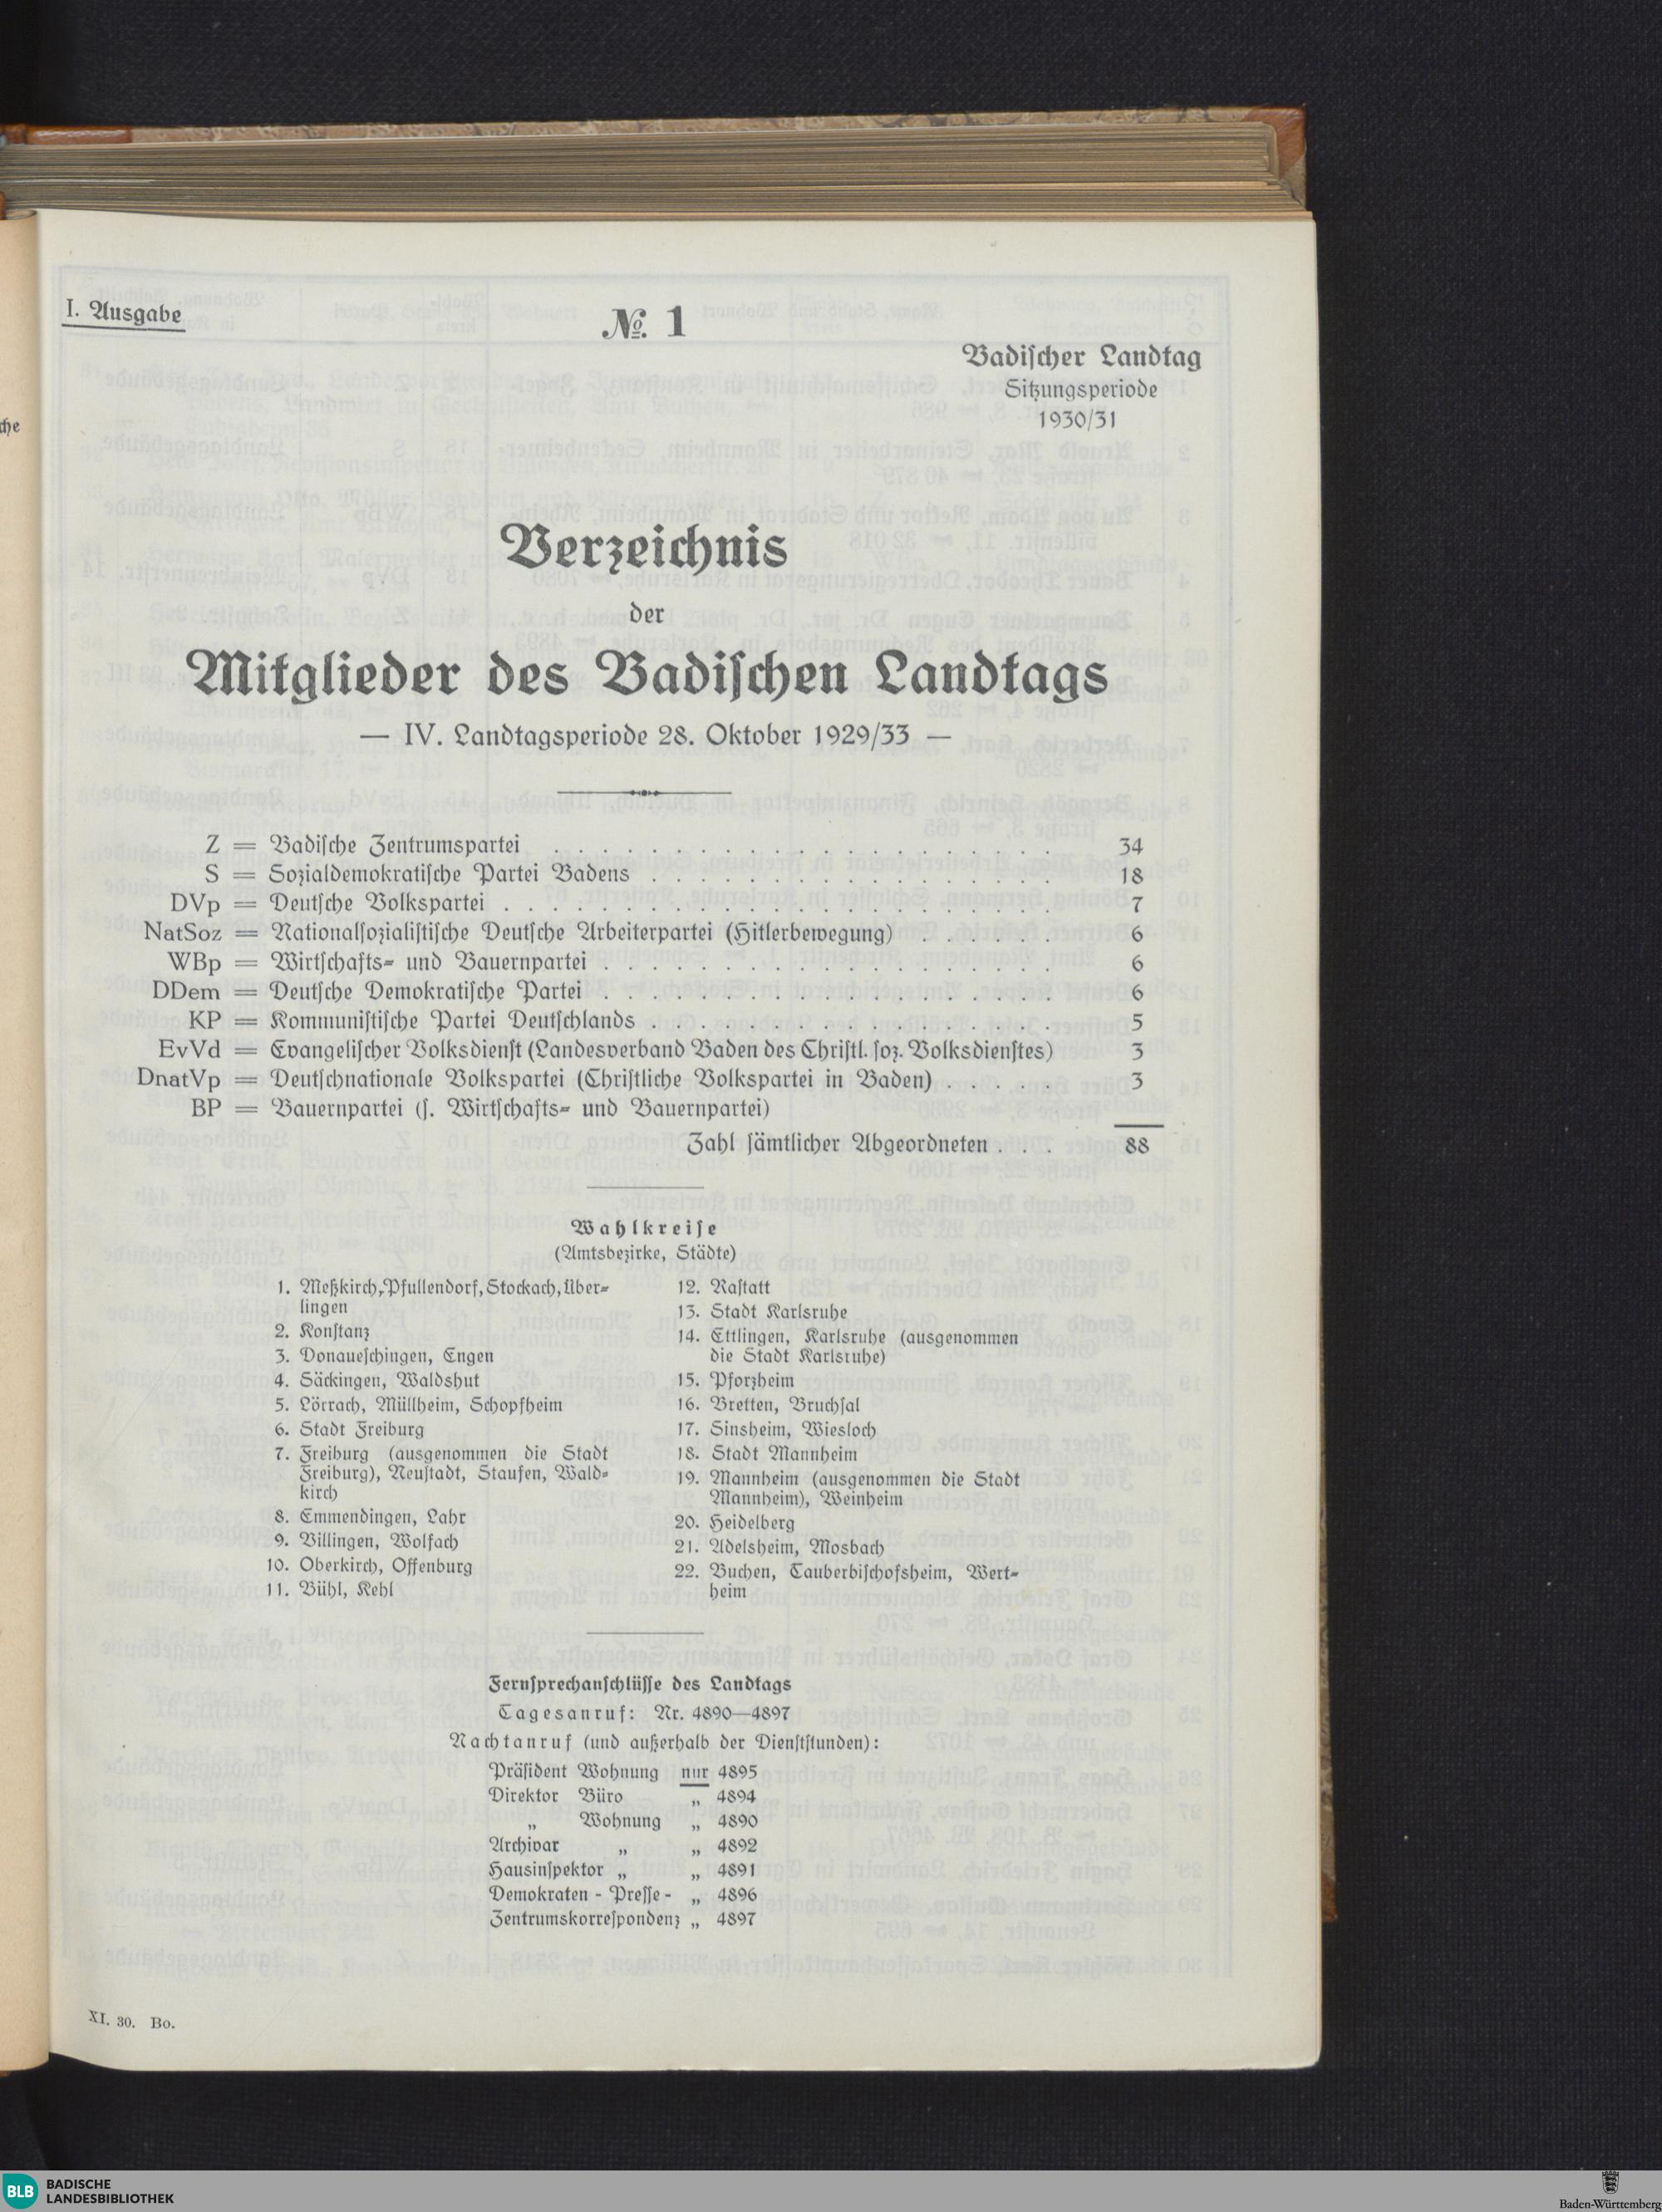 I. Ausgabe
№ 1
Badischer Landtag
Sitzungsperiode
1930/31
che
Verzeichnis
der
Mitglieder des Badischen Landtags
— IV. Landtagsperiode 28. Oktober 1929/33 —
Z = Badische Zentrumspartei . . . . . . . . . . . . . . . . . . . . . 34
S = Sozialdemokratische Partei Badens . . . . . . . . . . . . . . . . . 18
DVp = Deutsche Volkspartei . . . . . . . . . . . . . . . . . . . . . . . 7
NatSoz = Nationalsozialistische Deutsche Arbeiterpartei (Hitlerbewegung) . . . . . . 6
WBp = Wirtschafts- und Bauernpartei . . . . . . . . . . . . . . . . . . . 6
DDem = Deutsche Demokratische Partei . . . . . . . . . . . . . . . . . . . 6
KP = Kommunistische Partei Deutschlands . . . . . . . . . . . . . . . . . 5
EvVd = Evangelischer Volksdienst (Landesverband Baden des Christl. soz. Volksdienstes) 3
DnatVp = Deutschnationale Volkspartei (Christliche Volkspartei in Baden) . . . . . 3
BP = Bauernpartei (s. Wirtschafts- und Bauernpartei)
Zahl sämtlicher Abgeordneten . . . 88
Wahlkreise
(Amtsbezirke, Städte)
1. Meßkirch, Pfullendorf, Stockach, Über-
lingen
2. Konstanz
3. Donaueschingen, Engen
4. Säckingen, Waldshut
5. Lörrach, Müllheim, Schopfheim
6. Stadt Freiburg
7. Freiburg (ausgenommen die Stadt
Freiburg), Neustadt, Staufen, Wald-
kirch
8. Emmendingen, Lahr
9. Villingen, Wolfach
10. Oberkirch, Offenburg
11. Bühl, Kehl
12. Rastatt
13. Stadt Karlsruhe
14. Ettlingen, Karlsruhe (ausgenommen
die Stadt Karlsruhe)
15. Pforzheim
16. Bretten, Bruchsal
17. Sinsheim, Wiesloch
18. Stadt Mannheim
19. Mannheim (ausgenommen die Stadt
Mannheim), Weinheim
20. Heidelberg
21. Adelsheim, Mosbach
22. Buchen, Tauberbischofsheim, Wert-
heim
Fernsprechanschlüsse des Landtags
Tagesanruf: Nr. 4890—4897
Nachtanruf (und außerhalb der Dienststunden):
Präsident Wohnung nur 4895
Direktor Büro „ 4894
„ Wohnung „ 4890
Archivar „ „ 4892
Hausinspektor „ „ 4891
Demokraten - Presse - „ 4896
Zentrumskorrespondenz „ 4897
XI. 30. Bo.
BLB BADISCHE
LANDESBIBLIOTHEK
Baden-Württemberg